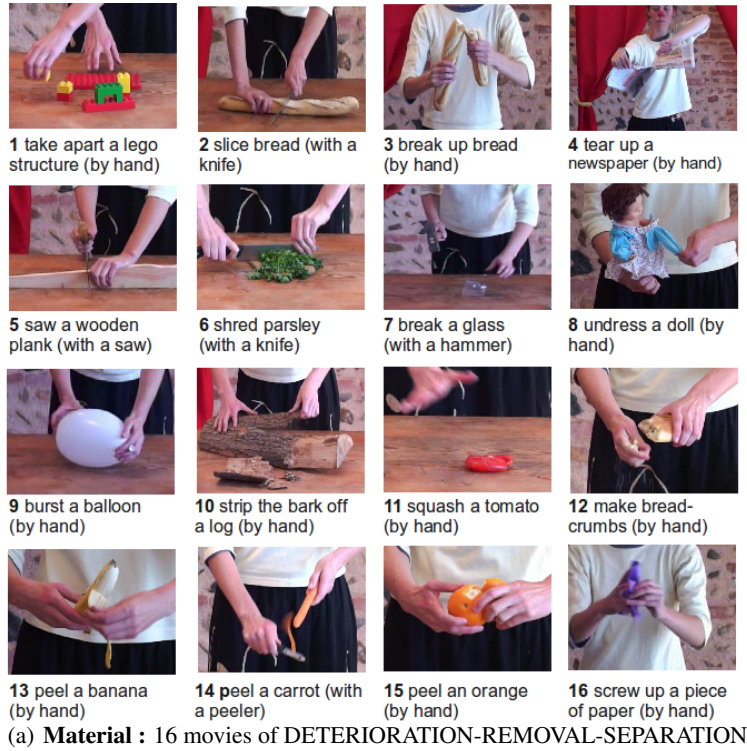 1 take apart a lego
structure (by hand)
2 slice bread (with a
knife)
3 break up bread
(by hand)
4 tear up a
newspaper (by hand)
5 saw a wooden
plank (with a saw)
6 shred parsley
(with a knife)
7 break a glass
(with a hammer)
8 undress a doll (by
hand)
9 burst a balloon
(by hand)
10 strip the bark off
a log (by hand)
11 squash a tomato
(by hand)
12 make bread-
crumbs (by hand)
13 peel a banana
(by hand)
14 peel a carrot (with
a peeler)
15 peel an orange
(by hand)
16 screw up a piece
of paper (by hand)
(a) Material : 16 movies of DETERIORATION-REMOVAL-SEPARATION